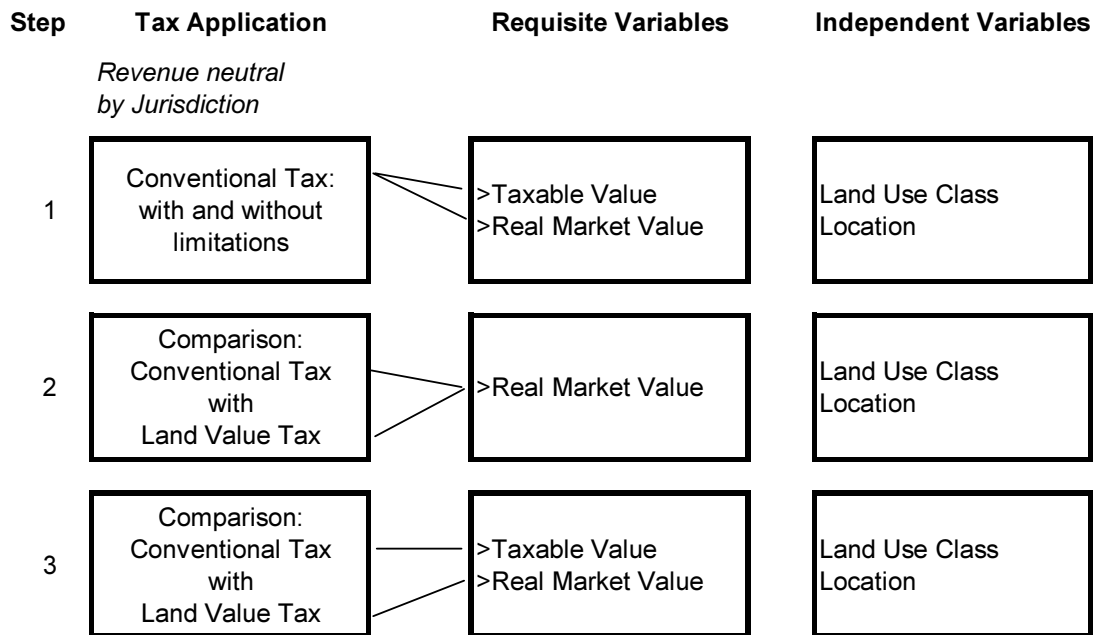 Step Tax Application Requisite Variables Independent Variables
Revenue neutral
by Jurisdiction
1
Conventional Tax:
with and without
limitations
>Taxable Value
>Real Market Value
Land Use Class
Location
2
Comparison:
Conventional Tax
with
Land Value Tax
>Real Market Value
Land Use Class
Location
3
Comparison:
Conventional Tax
with
Land Value Tax
>Taxable Value
>Real Market Value
Land Use Class
Location